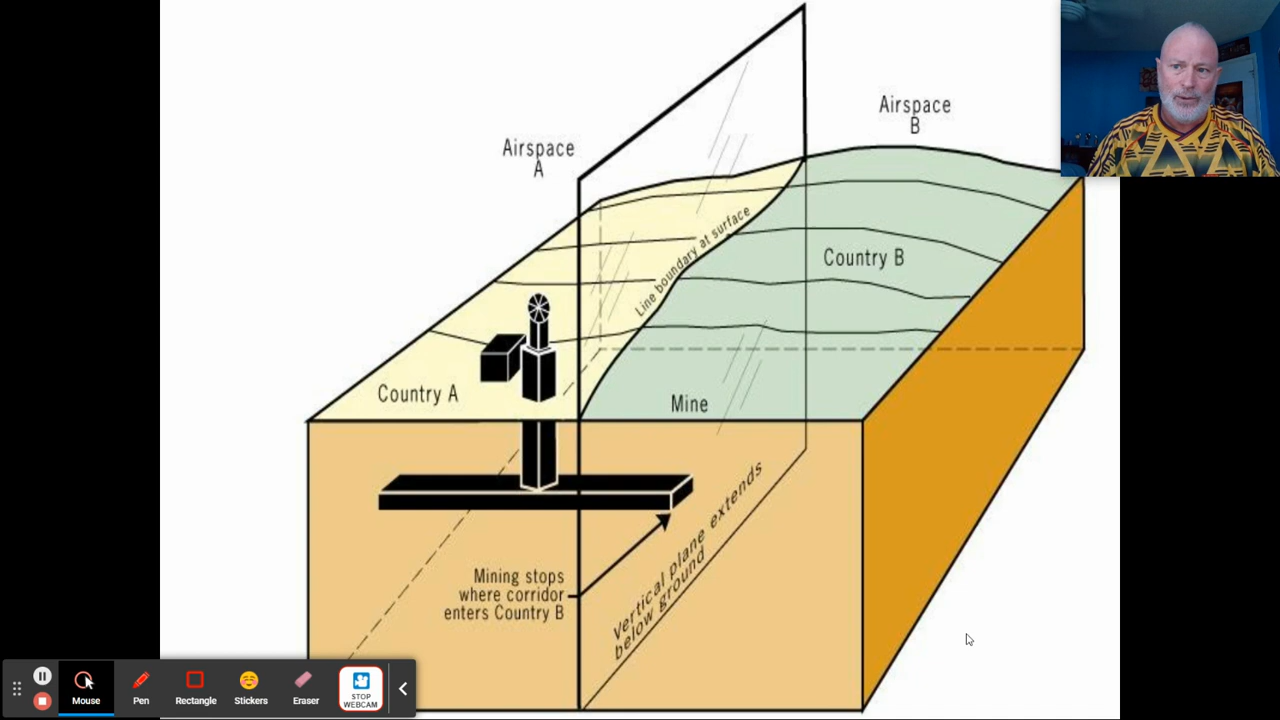 Airspace
A
Airspace
B
Line boundary at surface
Country B
Country A
Mine
Vertical plane extends
below ground
Mining stops
where corridor
enters Country B
Mouse
Pen
Rectangle
Stickers
Eraser
STOP
WEBCAM